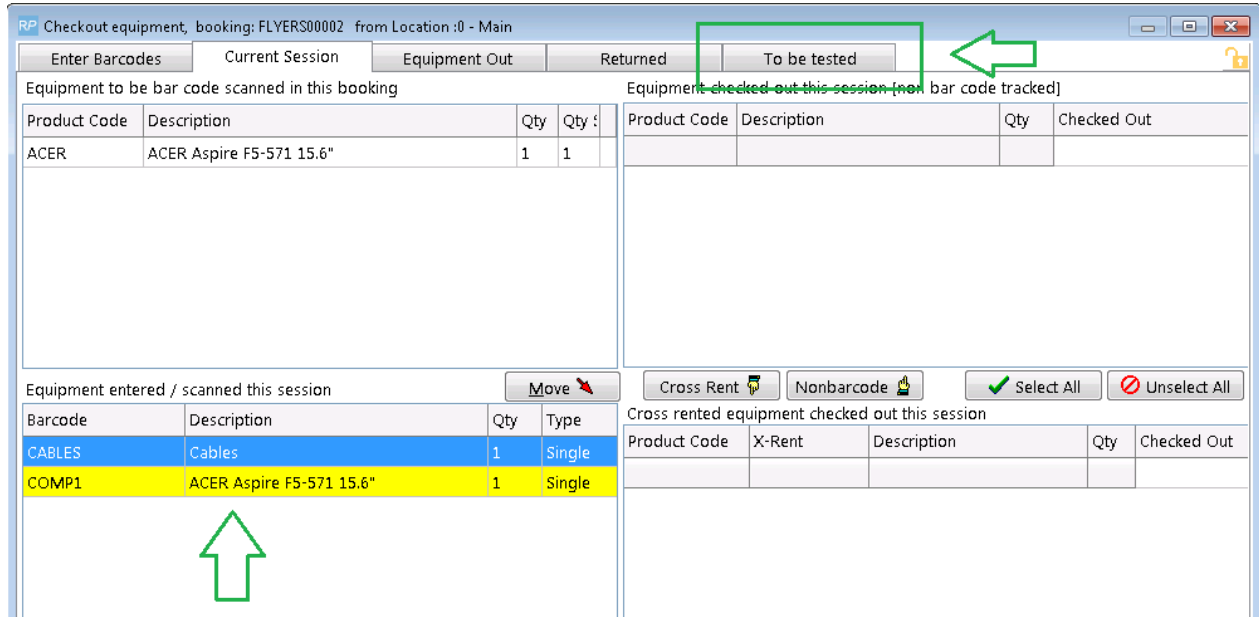 RP Checkout equipment, booking: FLYERS00002 from Location :0 - Main
Enter Barcodes Current Session Equipment Out Returned To be tested
Equipment to be bar code scanned in this booking
Product Code Description Qty Qty
ACER ACER Aspire F5-571 15.6" 1 1
Equipment checked out this session [non bar code tracked]
Product Code Description Qty Checked Out
Equipment entered / scanned this session Move
Barcode Description Qty Type
CABLES Cables 1 Single
COMP1 ACER Aspire F5-571 15.6" 1 Single
Cross Rent Nonbarcode Select All Unselect All
Cross rented equipment checked out this session
Product Code X-Rent Description Qty Checked Out